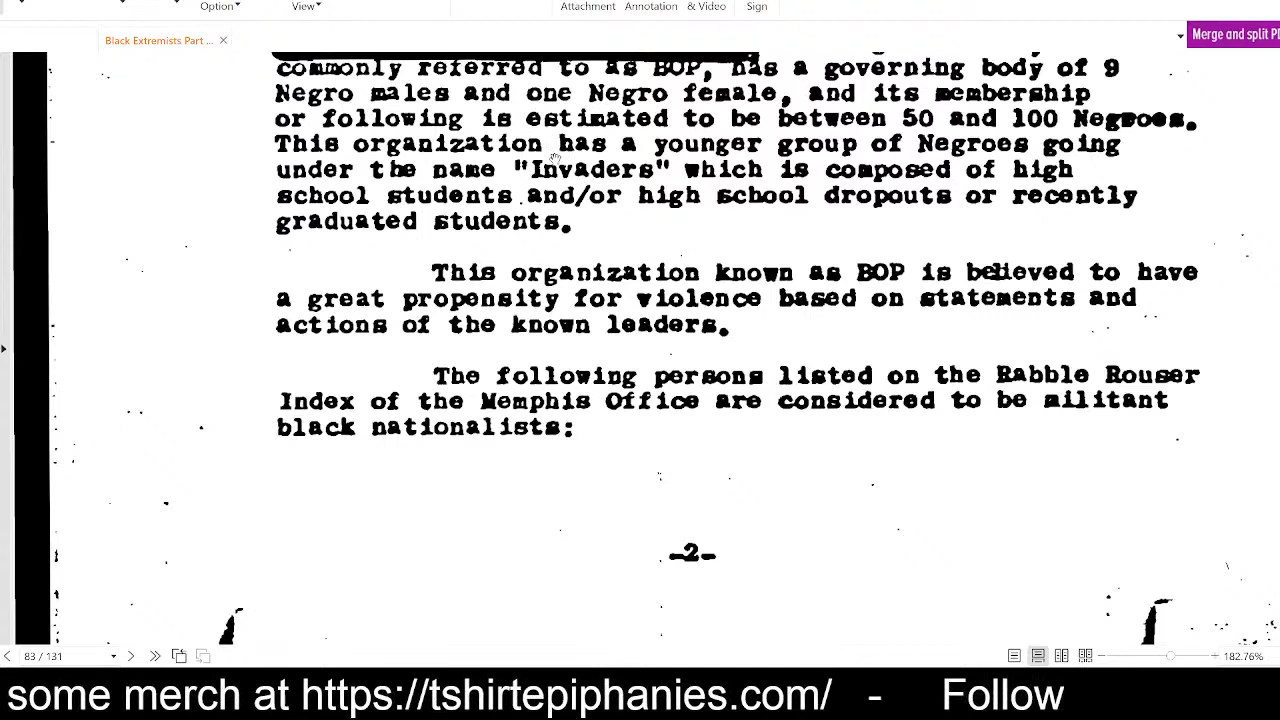 Option
View
Attachment
Annotation
& Video
Sign
Black Extremists Part ...
Merge and split
commonly referred to as BOP, has a governing body of 9
Negro males and one Negro female, and its membership
or following is estimated to be between 50 and 100 Negroes.
This organization has a younger group of Negroes going
under the name "Invaders" which is composed of high
school students and/or high school dropouts or recently
graduated students.
This organization known as BOP is believed to have
a great propensity for violence based on statements and
actions of the known leaders.
The following persons listed on the Rabble Rouser
Index of the Memphis Office are considered to be militant
black nationalists:
-2-
83 / 131
182.76%
some merch at https://tshirtepiphanies.com/ - Follow